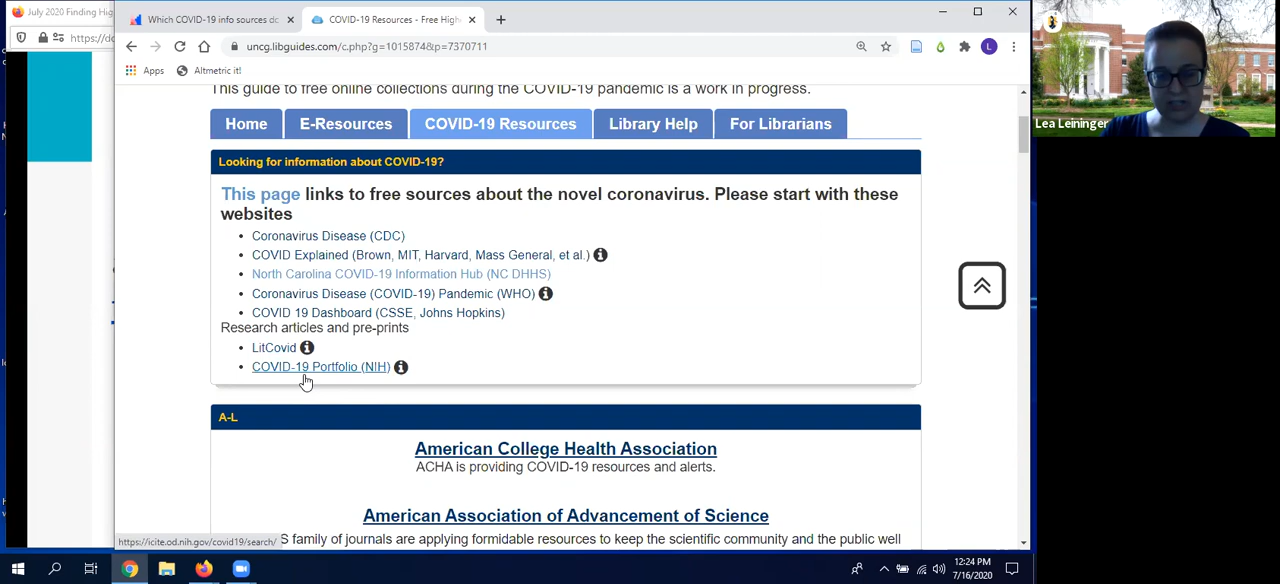 July 2020 Finding Hig
https://do
Which COVID-19 info sources do
COVID-19 Resources - Free High
uncg.libguides.com/c.php?g=1015874&p=7370711
L
Apps
Altmetric it!
This guide to free online collections during the COVID-19 pandemic is a work in progress.
Home
E-Resources
COVID-19 Resources
Library Help
For Librarians
Looking for information about COVID-19?
This page links to free sources about the novel coronavirus. Please start with these
websites
Coronavirus Disease (CDC)
COVID Explained (Brown, MIT, Harvard, Mass General, et al.)
North Carolina COVID-19 Information Hub (NC DHHS)
Coronavirus Disease (COVID-19) Pandemic (WHO)
COVID 19 Dashboard (CSSE, Johns Hopkins)
Research articles and pre-prints
LitCovid
COVID-19 Portfolio (NIH)
A-L
American College Health Association
ACHA is providing COVID-19 resources and alerts.
American Association of Advancement of Science
S family of journals are applying formidable resources to keep the scientific community and the public well
https://icite.od.nih.gov/covid19/search/
Lea Leininger
12:24 PM
7/16/2020